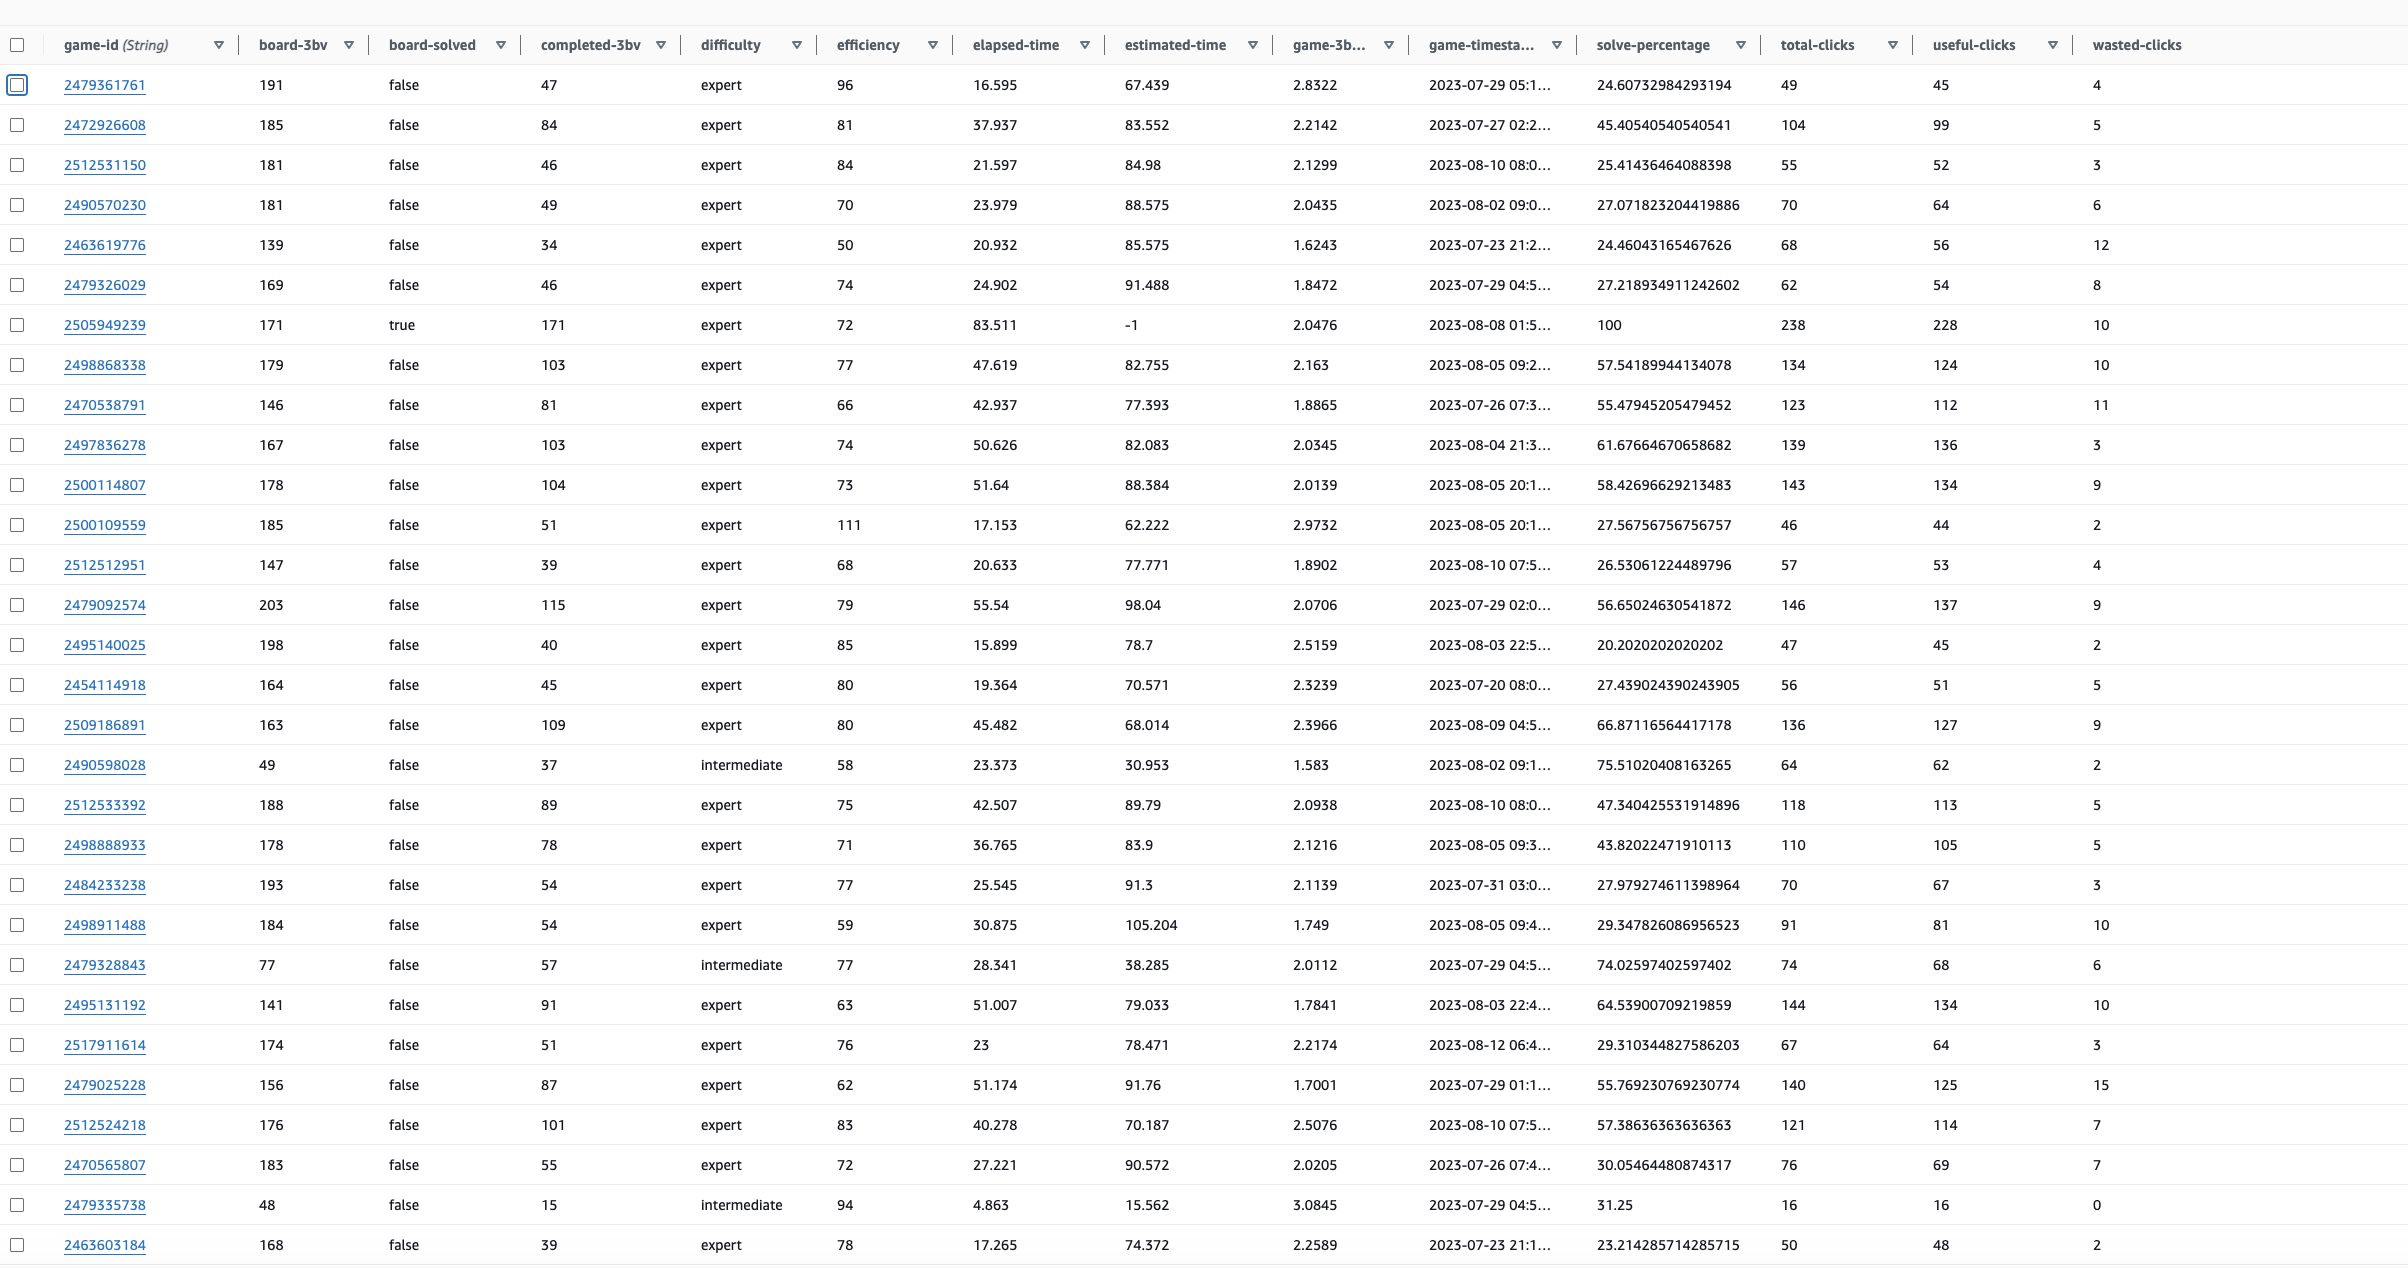 game-id (String) board-3bv board-solved completed-3bv difficulty efficiency elapsed-time estimated-time game-3b... game-timesta... solve-percentage total-clicks useful-clicks wasted-clicks
2479361761 191 false 47 expert 96 16.595 67.439 2.8322 2023-07-29 05:1... 24.60732984293194 49 45 4
2472926608 185 false 84 expert 81 37.937 83.552 2.2142 2023-07-27 02:2... 45.40540540540541 104 99 5
2512531150 181 false 46 expert 84 21.597 84.98 2.1299 2023-08-10 08:0... 25.41436464088398 55 52 3
2490570230 181 false 49 expert 70 23.979 88.575 2.0435 2023-08-02 09:0... 27.071823204419886 70 64 6
2463619776 139 false 34 expert 50 20.932 85.575 1.6243 2023-07-23 21:2... 24.46043165467626 68 56 12
2479326029 169 false 46 expert 74 24.902 91.488 1.8472 2023-07-29 04:5... 27.218934911242602 62 54 8
2505949239 171 true 171 expert 72 83.511 -1 2.0476 2023-08-08 01:5... 100 238 228 10
2498868338 179 false 103 expert 77 47.619 82.755 2.163 2023-08-05 09:2... 57.54189944134078 134 124 10
2470538791 146 false 81 expert 66 42.937 77.393 1.8865 2023-07-26 07:3... 55.47945205479452 123 112 11
2497836278 167 false 103 expert 74 50.626 82.083 2.0345 2023-08-04 21:3... 61.67664670658682 139 136 3
2500114807 178 false 104 expert 73 51.64 88.384 2.0139 2023-08-05 20:1... 58.42696629213483 143 134 9
2500109559 185 false 51 expert 111 17.153 62.222 2.9732 2023-08-05 20:1... 27.56756756756757 46 44 2
2512512951 147 false 39 expert 68 20.633 77.771 1.8902 2023-08-10 07:5... 26.53061224489796 57 53 4
2479092574 203 false 115 expert 79 55.54 98.04 2.0706 2023-07-29 02:0... 56.65024630541872 146 137 9
2495140025 198 false 40 expert 85 15.899 78.7 2.5159 2023-08-03 22:5... 20.2020202020202 47 45 2
2454114918 164 false 45 expert 80 19.364 70.571 2.3239 2023-07-20 08:0... 27.439024390243905 56 51 5
2509186891 163 false 109 expert 80 45.482 68.014 2.3966 2023-08-09 04:5... 66.87116564417178 136 127 9
2490598028 49 false 37 intermediate 58 23.373 30.953 1.583 2023-08-02 09:1... 75.51020408163265 64 62 2
2512533392 188 false 89 expert 75 42.507 89.79 2.0938 2023-08-10 08:0... 47.340425531914896 118 113 5
2498888933 178 false 78 expert 71 36.765 83.9 2.1216 2023-08-05 09:3... 43.82022471910113 110 105 5
2484233238 193 false 54 expert 77 25.545 91.3 2.1139 2023-07-31 03:0... 27.979274611398964 70 67 3
2498911488 184 false 54 expert 59 30.875 105.204 1.749 2023-08-05 09:4... 29.347826086956523 91 81 10
2479328843 77 false 57 intermediate 77 28.341 38.285 2.0112 2023-07-29 04:5... 74.02597402597402 74 68 6
2495131192 141 false 91 expert 63 51.007 79.033 1.7841 2023-08-03 22:4... 64.53900709219859 144 134 10
2517911614 174 false 51 expert 76 23 78.471 2.2174 2023-08-12 06:4... 29.310344827586203 67 64 3
2479025228 156 false 87 expert 62 51.174 91.76 1.7001 2023-07-29 01:1... 55.769230769230774 140 125 15
2512524218 176 false 101 expert 83 40.278 70.187 2.5076 2023-08-10 07:5... 57.38636363636363 121 114 7
2470565807 183 false 55 expert 72 27.221 90.572 2.0205 2023-07-26 07:4... 30.05464480874317 76 69 7
2479335738 48 false 15 intermediate 94 4.863 15.562 3.0845 2023-07-29 04:5... 31.25 16 16 0
2463603184 168 false 39 expert 78 17.265 74.372 2.2589 2023-07-23 21:1... 23.214285714285715 50 48 2